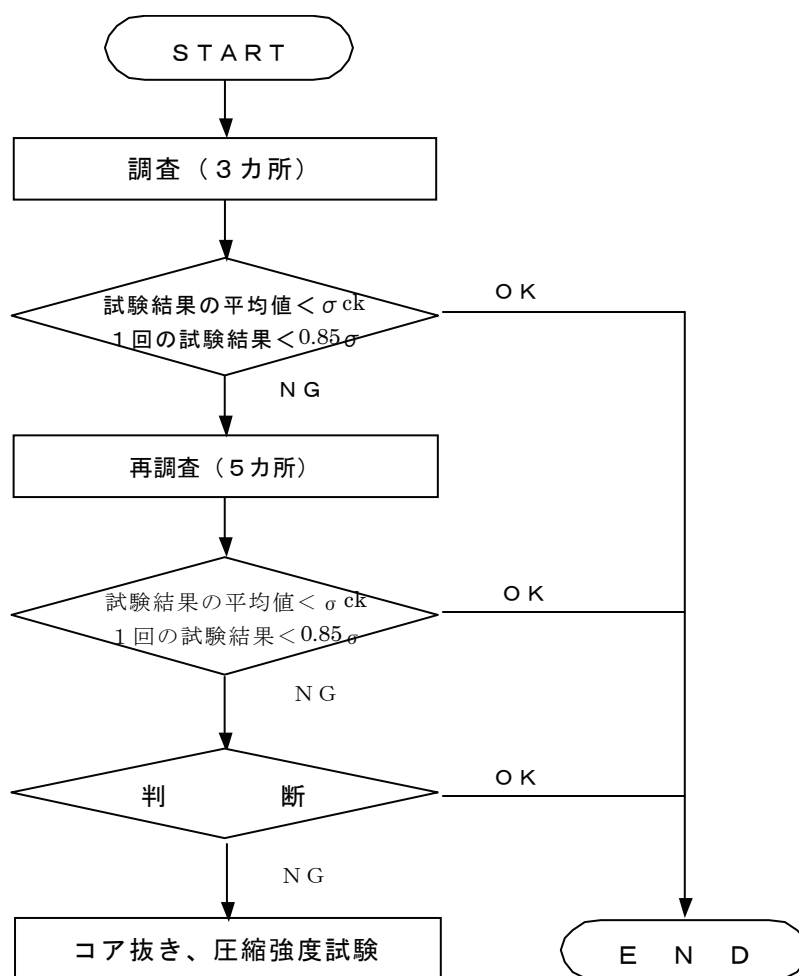 ＳＴＡＲＴ
調査（３カ所）
試験結果の平均値＜σck
１回の試験結果＜0.85σ
ＯＫ
ＮＧ
再調査（５カ所）
試験結果の平均値＜σck
１回の試験結果＜0.85σ
ＯＫ
ＮＧ
判　断
ＯＫ
ＮＧ
コア抜き、圧縮強度試験
ＥＮＤ